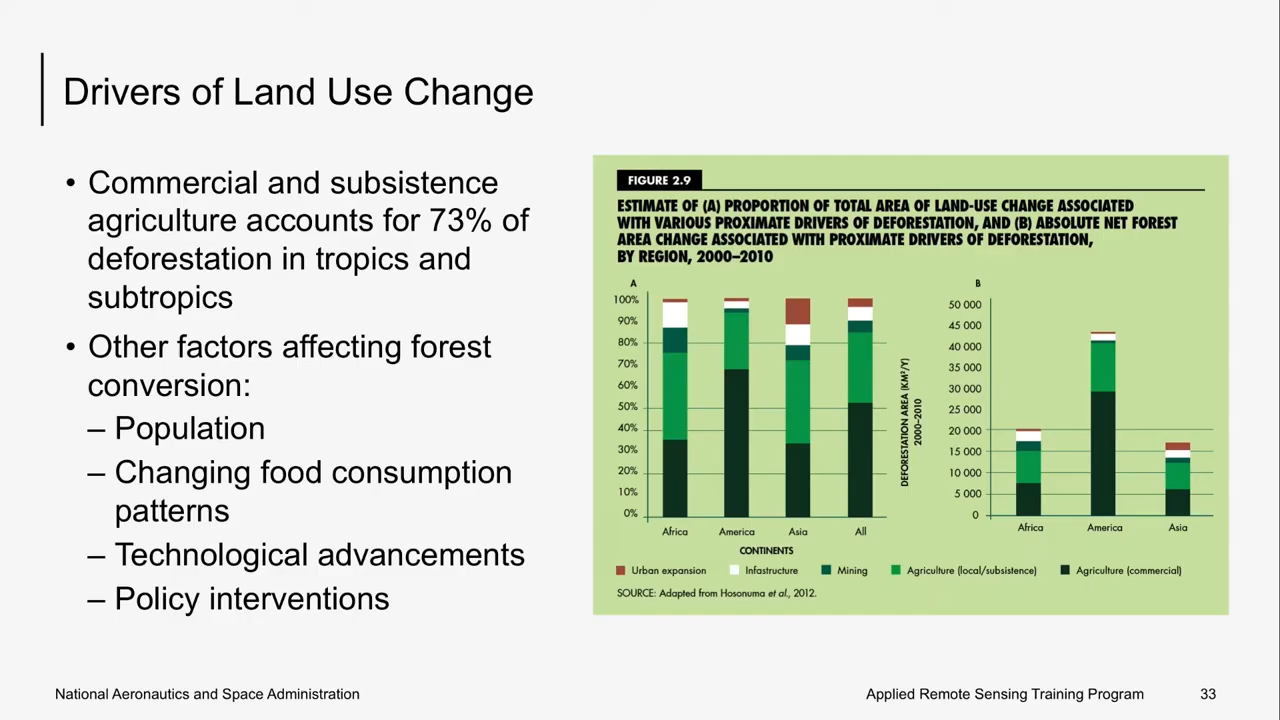 Drivers of Land Use Change
• Commercial and subsistence
agriculture accounts for 73% of
deforestation in tropics and
subtropics
• Other factors affecting forest
conversion:
– Population
– Changing food consumption
patterns
– Technological advancements
– Policy interventions
FIGURE 2.9
ESTIMATE OF (A) PROPORTION OF TOTAL AREA OF LAND-USE CHANGE ASSOCIATED
WITH VARIOUS PROXIMATE DRIVERS OF DEFORESTATION, AND (B) ABSOLUTE NET FOREST
AREA CHANGE ASSOCIATED WITH PROXIMATE DRIVERS OF DEFORESTATION,
BY REGION, 2000–2010
A
100%
90%
80%
70%
60%
50%
40%
30%
20%
10%
0%
Africa America Asia All
CONTINENTS
B
DEFORESTATION AREA (KM²/Y)
2000–2010
50 000
45 000
40 000
35 000
30 000
25 000
20 000
15 000
10 000
5 000
0
Africa America Asia
Urban expansion Infastructure Mining Agriculture (local/subsistence) Agriculture (commercial)
SOURCE: Adapted from Hosonuma et al., 2012.
National Aeronautics and Space Administration Applied Remote Sensing Training Program 33